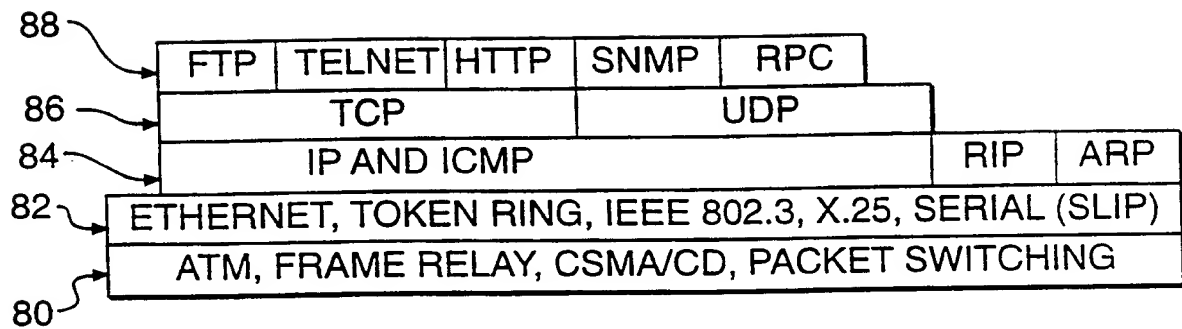 88 FTP TELNET HTTP SNMP RPC
86 TCP UDP
84 IP AND ICMP RIP ARP
82 ETHERNET, TOKEN RING, IEEE 802.3, X.25, SERIAL (SLIP)
80 ATM, FRAME RELAY, CSMA/CD, PACKET SWITCHING